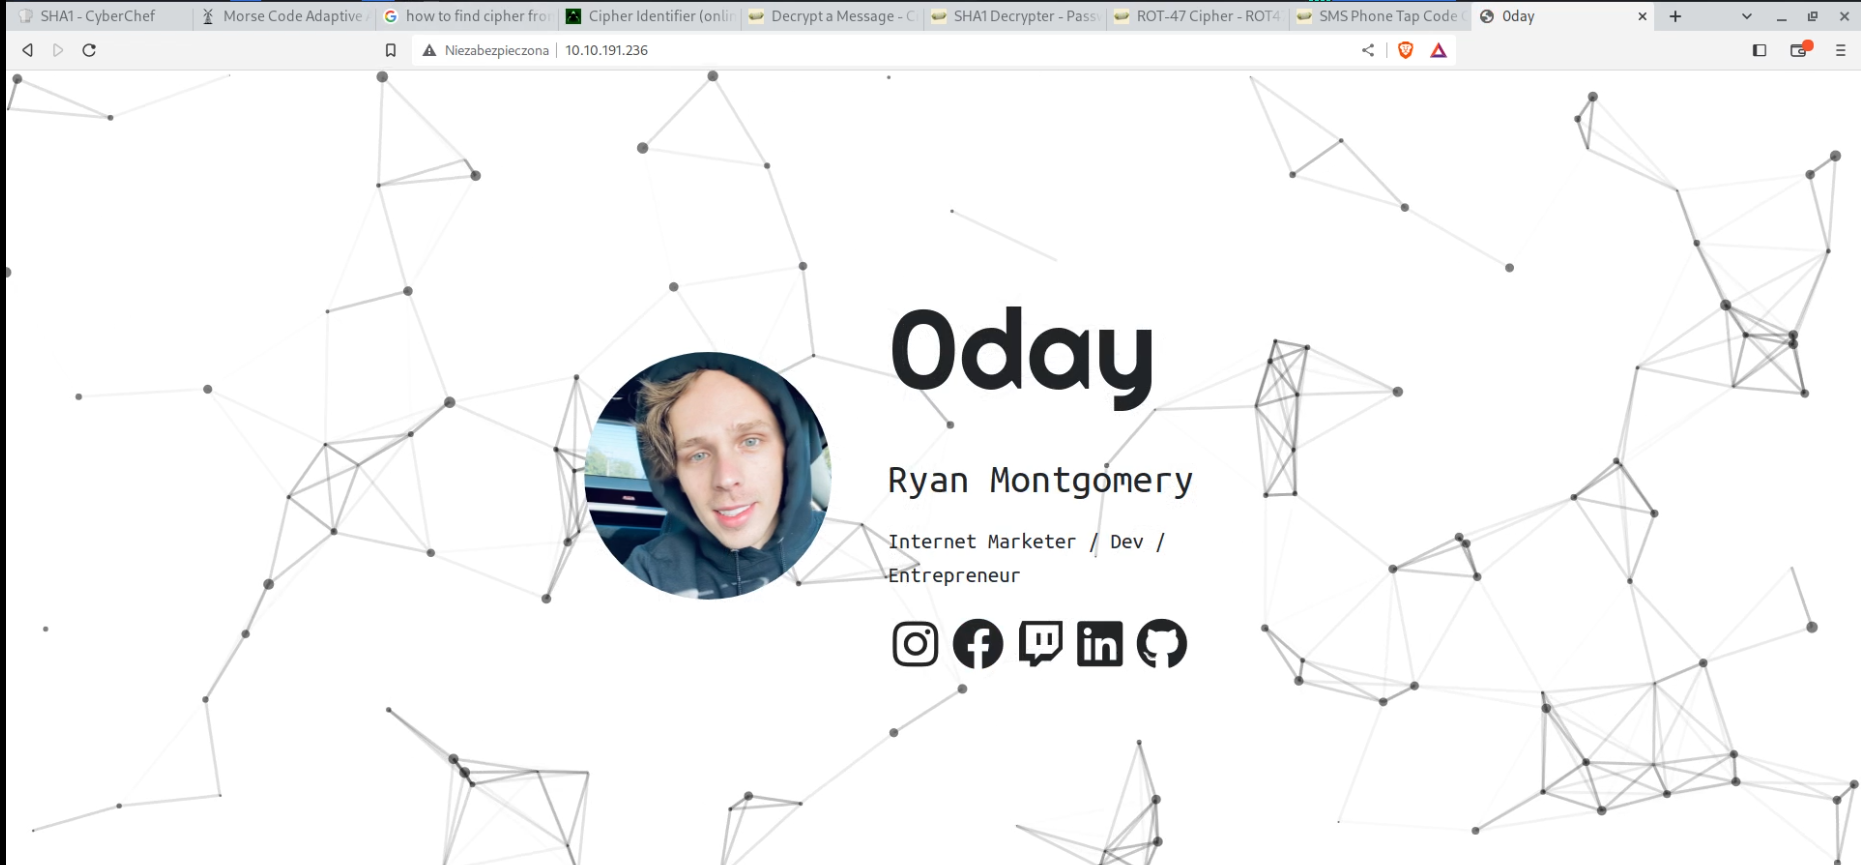 SHA1 - CyberChef
Morse Code Adaptive
how to find cipher fro
Cipher Identifier (onlin
Decrypt a Message - C
SHA1 Decrypter - Pass
ROT-47 Cipher - ROT4
SMS Phone Tap Code
0day
Niezabezpieczona
10.10.191.236
0day
Ryan Montgomery
Internet Marketer / Dev /
Entrepreneur